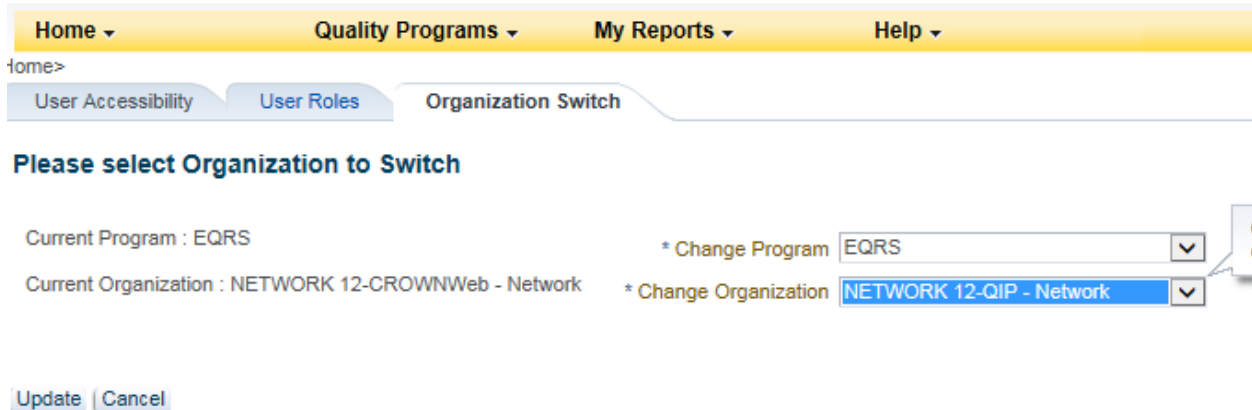 Home Quality Programs My Reports Help
Home>
User Accessibility User Roles Organization Switch
Please select Organization to Switch
Current Program : EQRS * Change Program EQRS
Current Organization : NETWORK 12-CROWNWeb - Network * Change Organization NETWORK 12-QIP - Network
Update | Cancel